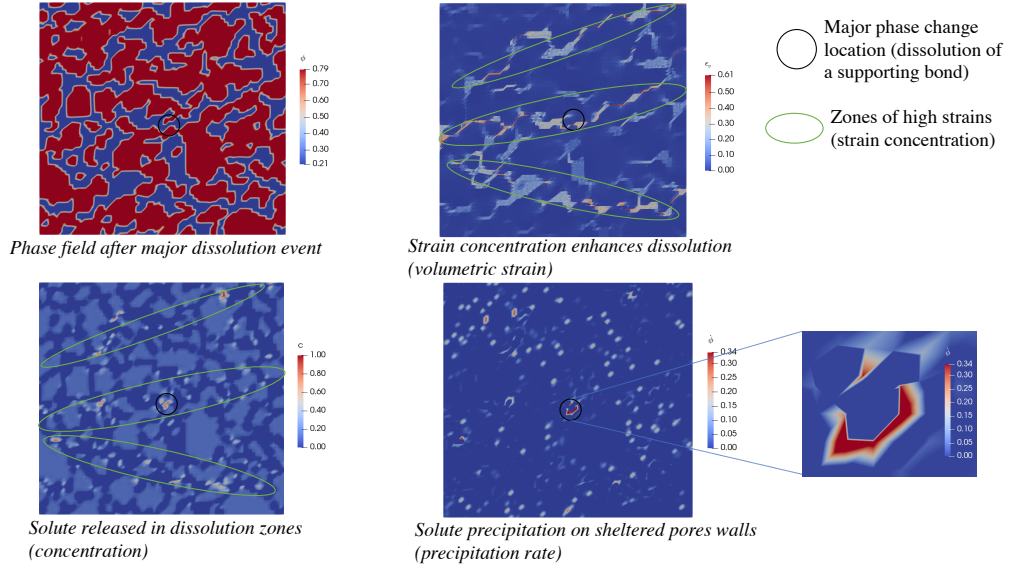 ϕ
0.79
0.70
0.60
0.50
0.40
0.30
0.21
Phase field after major dissolution event
ϵᵥ
0.61
0.50
0.40
0.30
0.20
0.10
0.00
Strain concentration enhances dissolution
(volumetric strain)
Major phase change
location (dissolution of
a supporting bond)
Zones of high strains
(strain concentration)
c
1.00
0.80
0.60
0.40
0.20
0.00
Solute released in dissolution zones
(concentration)
ϕ̇
0.34
0.30
0.25
0.20
0.15
0.10
0.05
0.00
Solute precipitation on sheltered pores walls
(precipitation rate)
ϕ̇
0.34
0.30
0.25
0.20
0.15
0.10
0.05
0.00